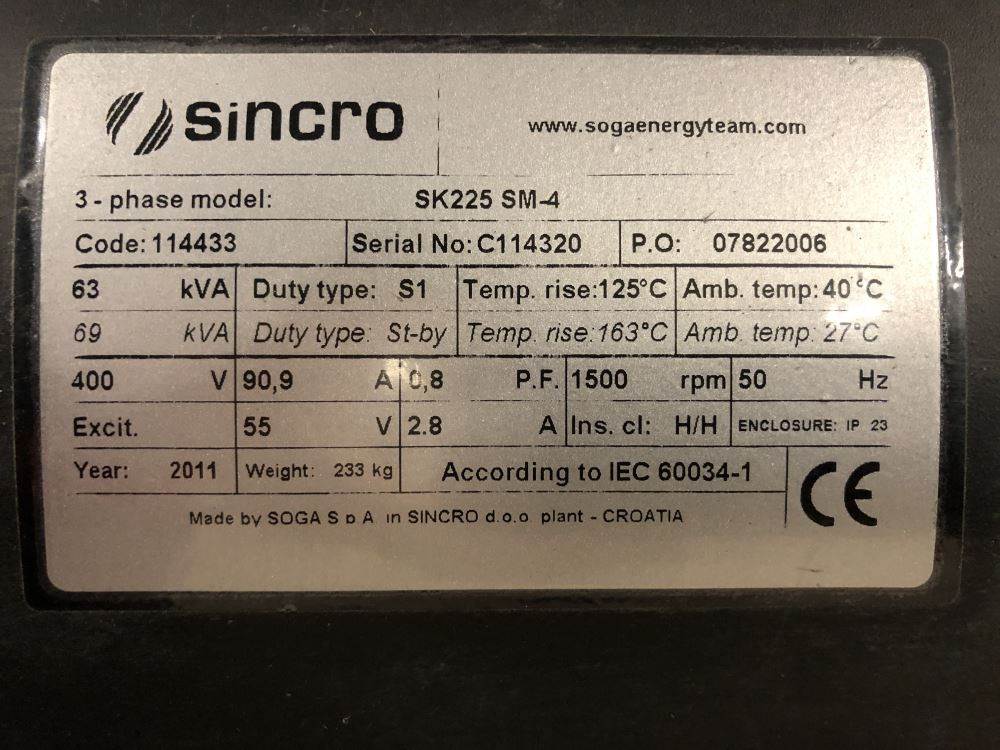 sincro
www.sogaenergyteam.com
3 - phase model: SK225 SM-4
Code: 114433 Serial No: C114320 P.O: 07822006
63 kVA Duty type: S1 Temp. rise: 125°C Amb. temp: 40°C
69 kVA Duty type: St-by Temp. rise: 163°C Amb. temp: 27°C
400 V 90,9 A 0,8 P.F. 1500 rpm 50 Hz
Excit. 55 V 2.8 A Ins. cl: H/H ENCLOSURE: IP 23
Year: 2011 Weight: 233 kg According to IEC 60034-1 CE
Made by SOGA S.p.A. in SINCRO d.o.o. plant - CROATIA